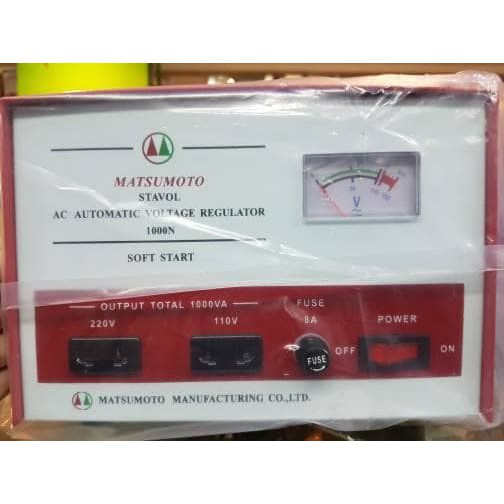 MATSUMOTO
STAVOL
AC AUTOMATIC VOLTAGE REGULATOR
1000N
SOFT START
V
OUTPUT TOTAL 1000VA
220V
110V
FUSE
8A
FUSE
POWER
OFF
ON
MATSUMOTO MANUFACTURING CO.,LTD.